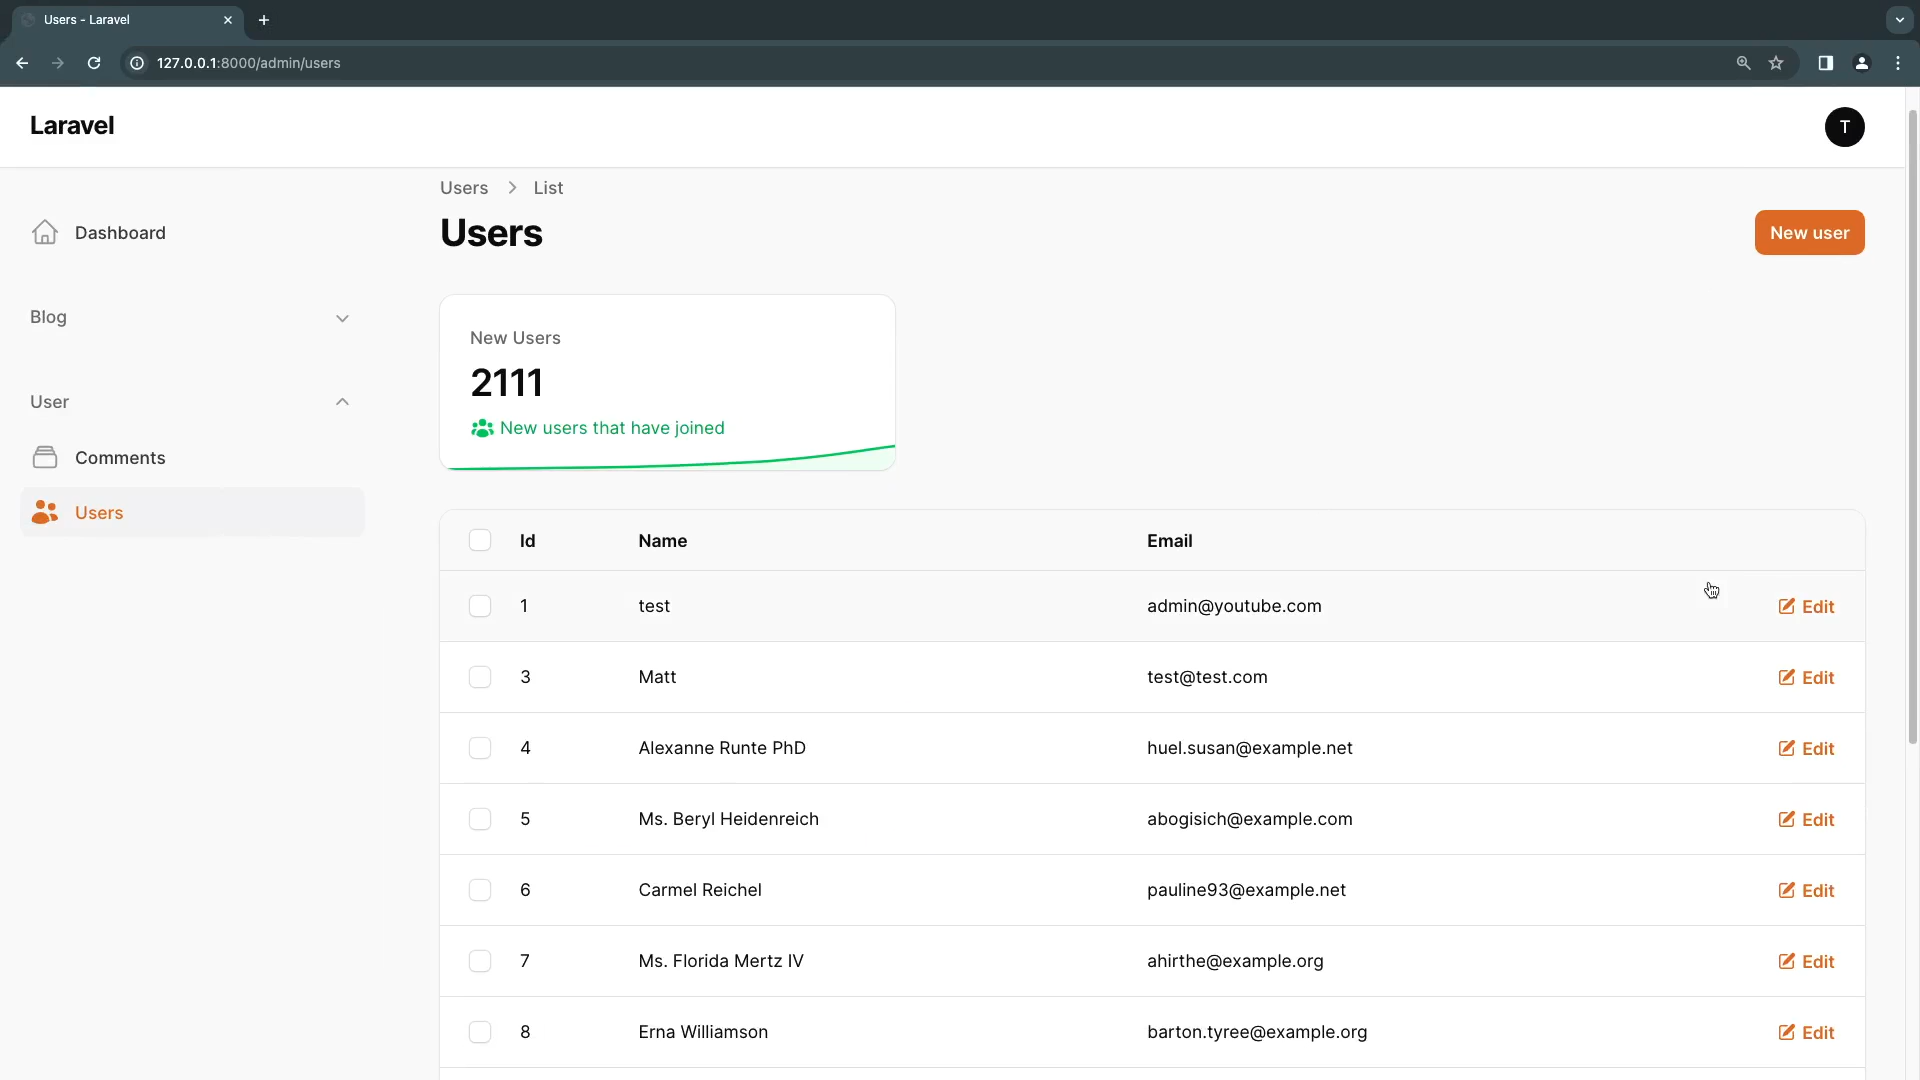 Users - Laravel
127.0.0.1:8000/admin/users
Laravel
T
Users > List
Users
New user
Dashboard
Blog
User
Comments
Users
New Users
2111
New users that have joined
Id Name Email
1 test admin@youtube.com Edit
3 Matt test@test.com Edit
4 Alexanne Runte PhD huel.susan@example.net Edit
5 Ms. Beryl Heidenreich abogisich@example.com Edit
6 Carmel Reichel pauline93@example.net Edit
7 Ms. Florida Mertz IV ahirthe@example.org Edit
8 Erna Williamson barton.tyree@example.org Edit